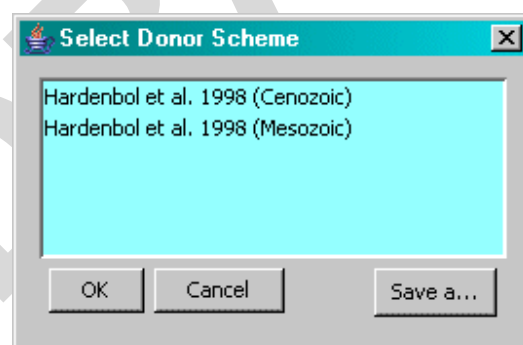 Select Donor Scheme
Hardenbol et al. 1998 (Cenozoic)
Hardenbol et al. 1998 (Mesozoic)
OK Cancel Save a...